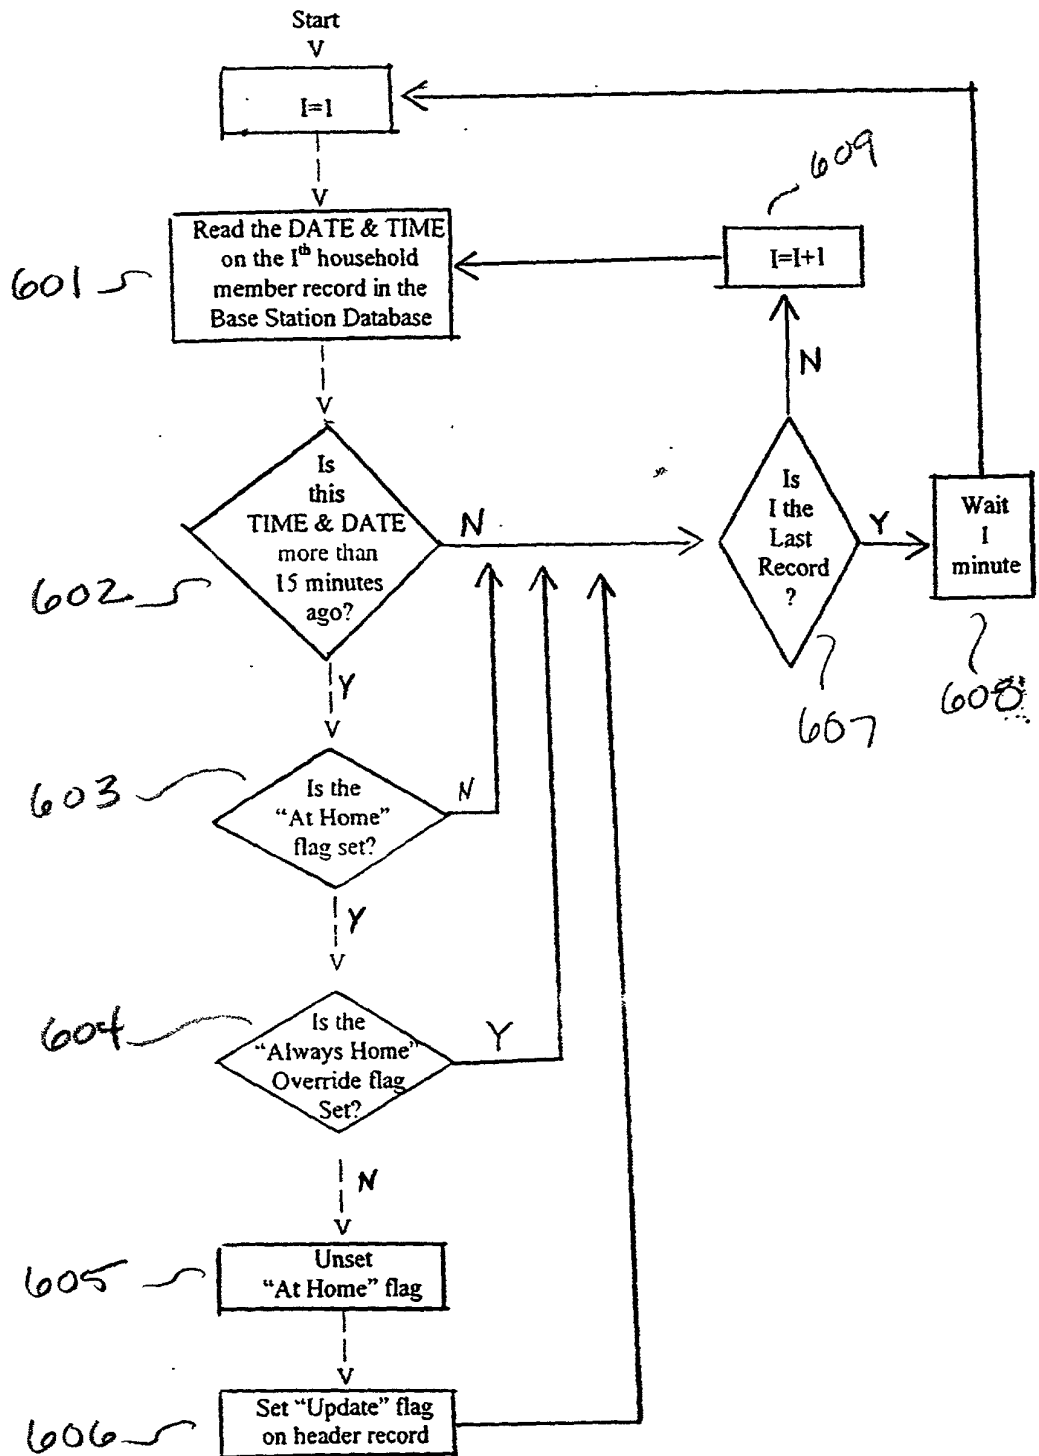 Start
V
I=1
V
609
Read the DATE & TIME
on the Ith household
member record in the
Base Station Database
I=I+1
601
V
N
Is
this
TIME & DATE
more than
15 minutes
ago?
N
Is
I the
Last
Record
?
Y
Wait
1
minute
602
Y
V
607
608
603
Is the
"At Home"
flag set?
N
Y
V
604
Is the
"Always Home"
Override flag
Set?
Y
N
V
605
Unset
"At Home" flag
V
606
Set "Update" flag
on header record